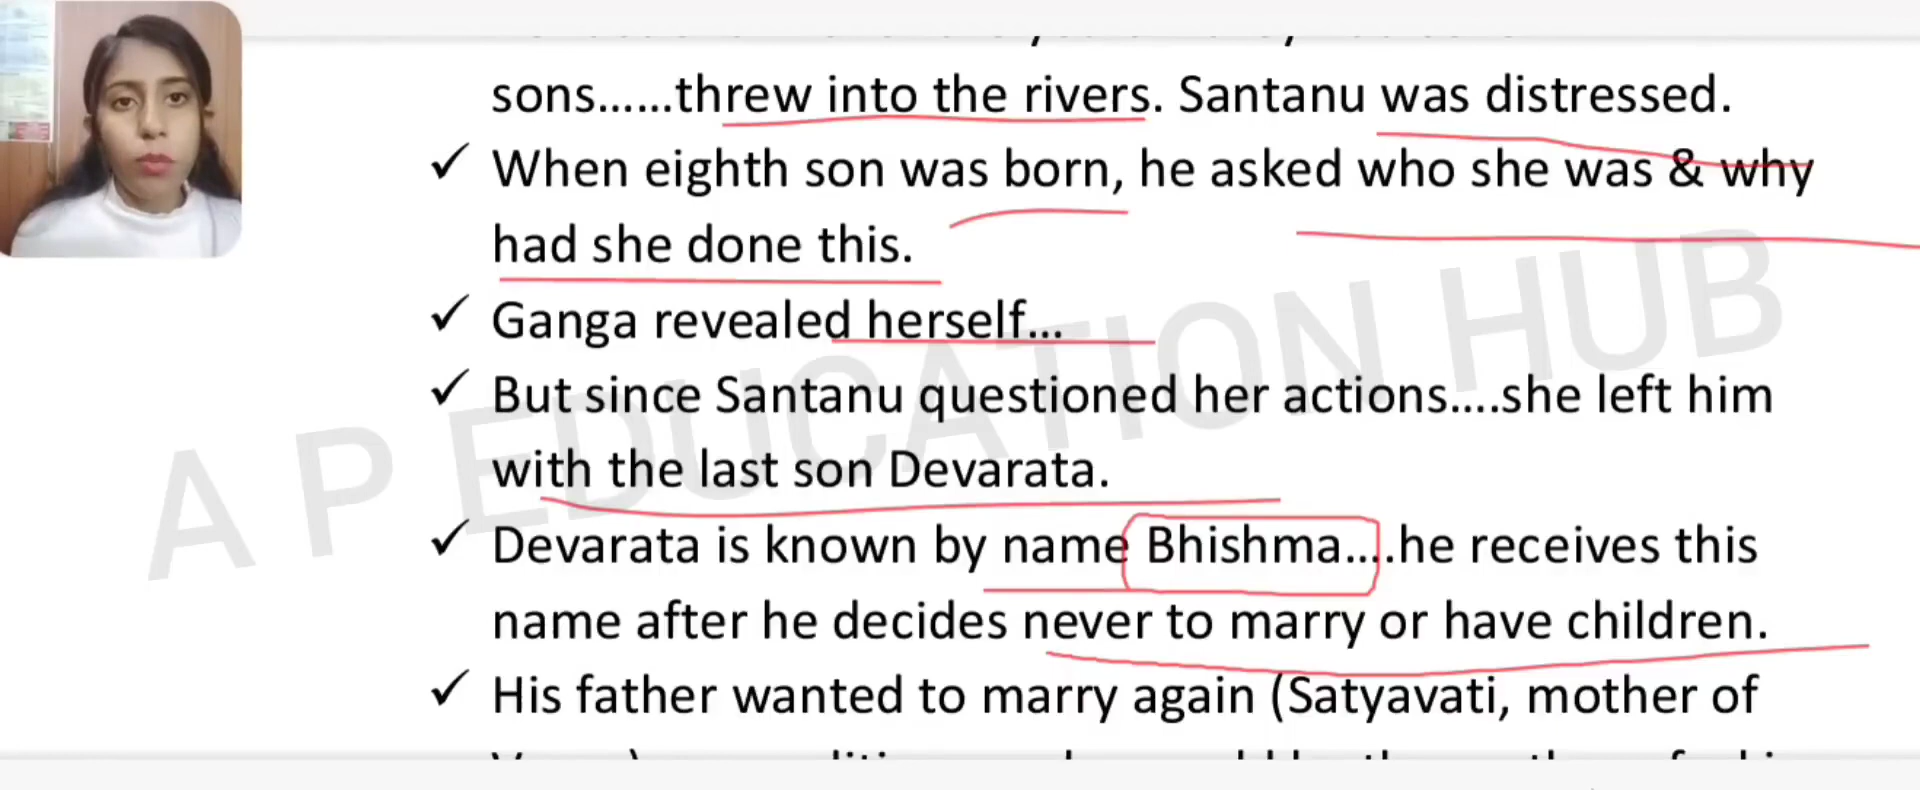 sons......threw into the rivers. Santanu was distressed.
✓ When eighth son was born, he asked who she was & why
had she done this.
✓ Ganga revealed herself...
✓ But since Santanu questioned her actions....she left him
with the last son Devarata.
✓ Devarata is known by name Bhishma....he receives this
name after he decides never to marry or have children.
✓ His father wanted to marry again (Satyavati, mother of
A P EDUCATION HUB